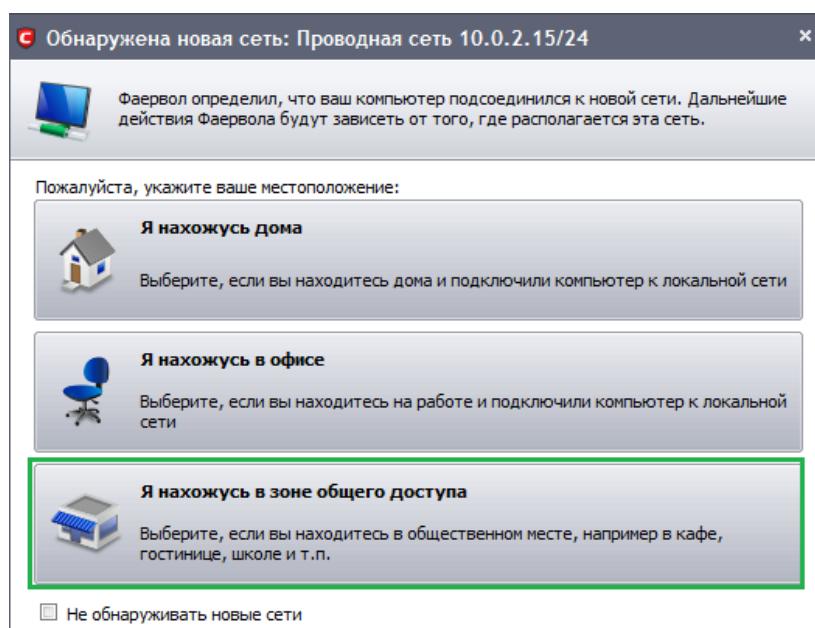 Обнаружена новая сеть: Проводная сеть 10.0.2.15/24
Фаервол определил, что ваш компьютер подсоединился к новой сети. Дальнейшие
действия Фаервола будут зависеть от того, где располагается эта сеть.
Пожалуйста, укажите ваше местоположение:
Я нахожусь дома
Выберите, если вы находитесь дома и подключили компьютер к локальной сети
Я нахожусь в офисе
Выберите, если вы находитесь на работе и подключили компьютер к локальной
сети
Я нахожусь в зоне общего доступа
Выберите, если вы находитесь в общественном месте, например в кафе,
гостинице, школе и т.п.
Не обнаруживать новые сети